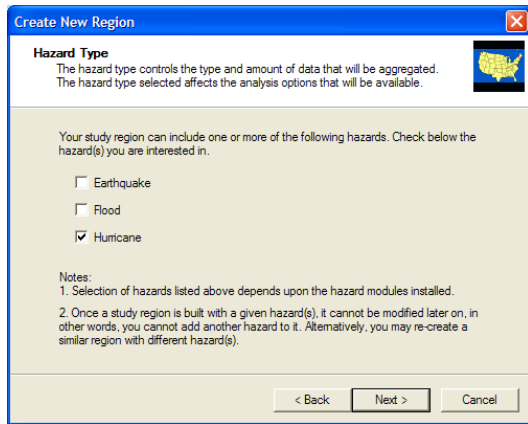 Create New Region
Hazard Type
The hazard type controls the type and amount of data that will be aggregated.
The hazard type selected affects the analysis options that will be available.
Your study region can include one or more of the following hazards. Check below the
hazard(s) you are interested in.
Earthquake
Flood
Hurricane
Notes:
1. Selection of hazards listed above depends upon the hazard modules installed.
2. Once a study region is built with a given hazard(s), it cannot be modified later on, in
other words, you cannot add another hazard to it. Alternatively, you may re-create a
similar region with different hazard(s).
< Back
Next >
Cancel